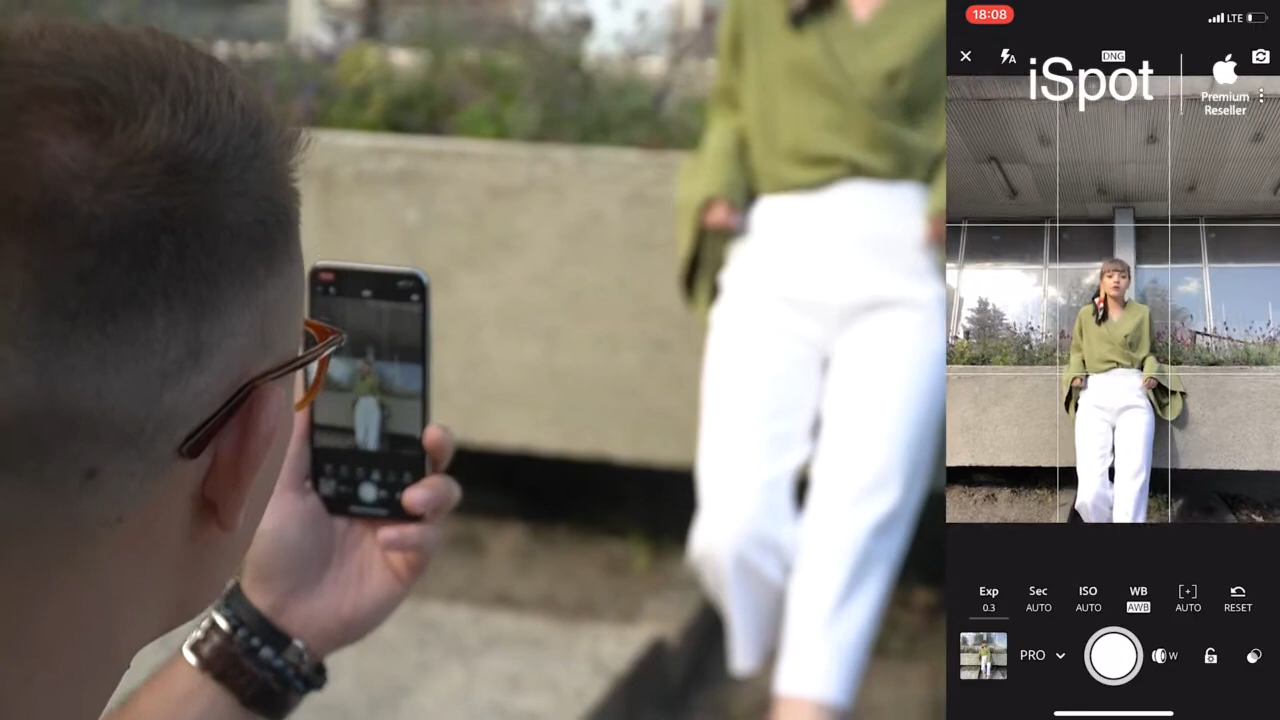 18:08
LTE
A
DNG
iSpot
Premium
Reseller
Exp
Sec
ISO
WB
0.3
AUTO
AUTO
AWB
AUTO
RESET
PRO
W